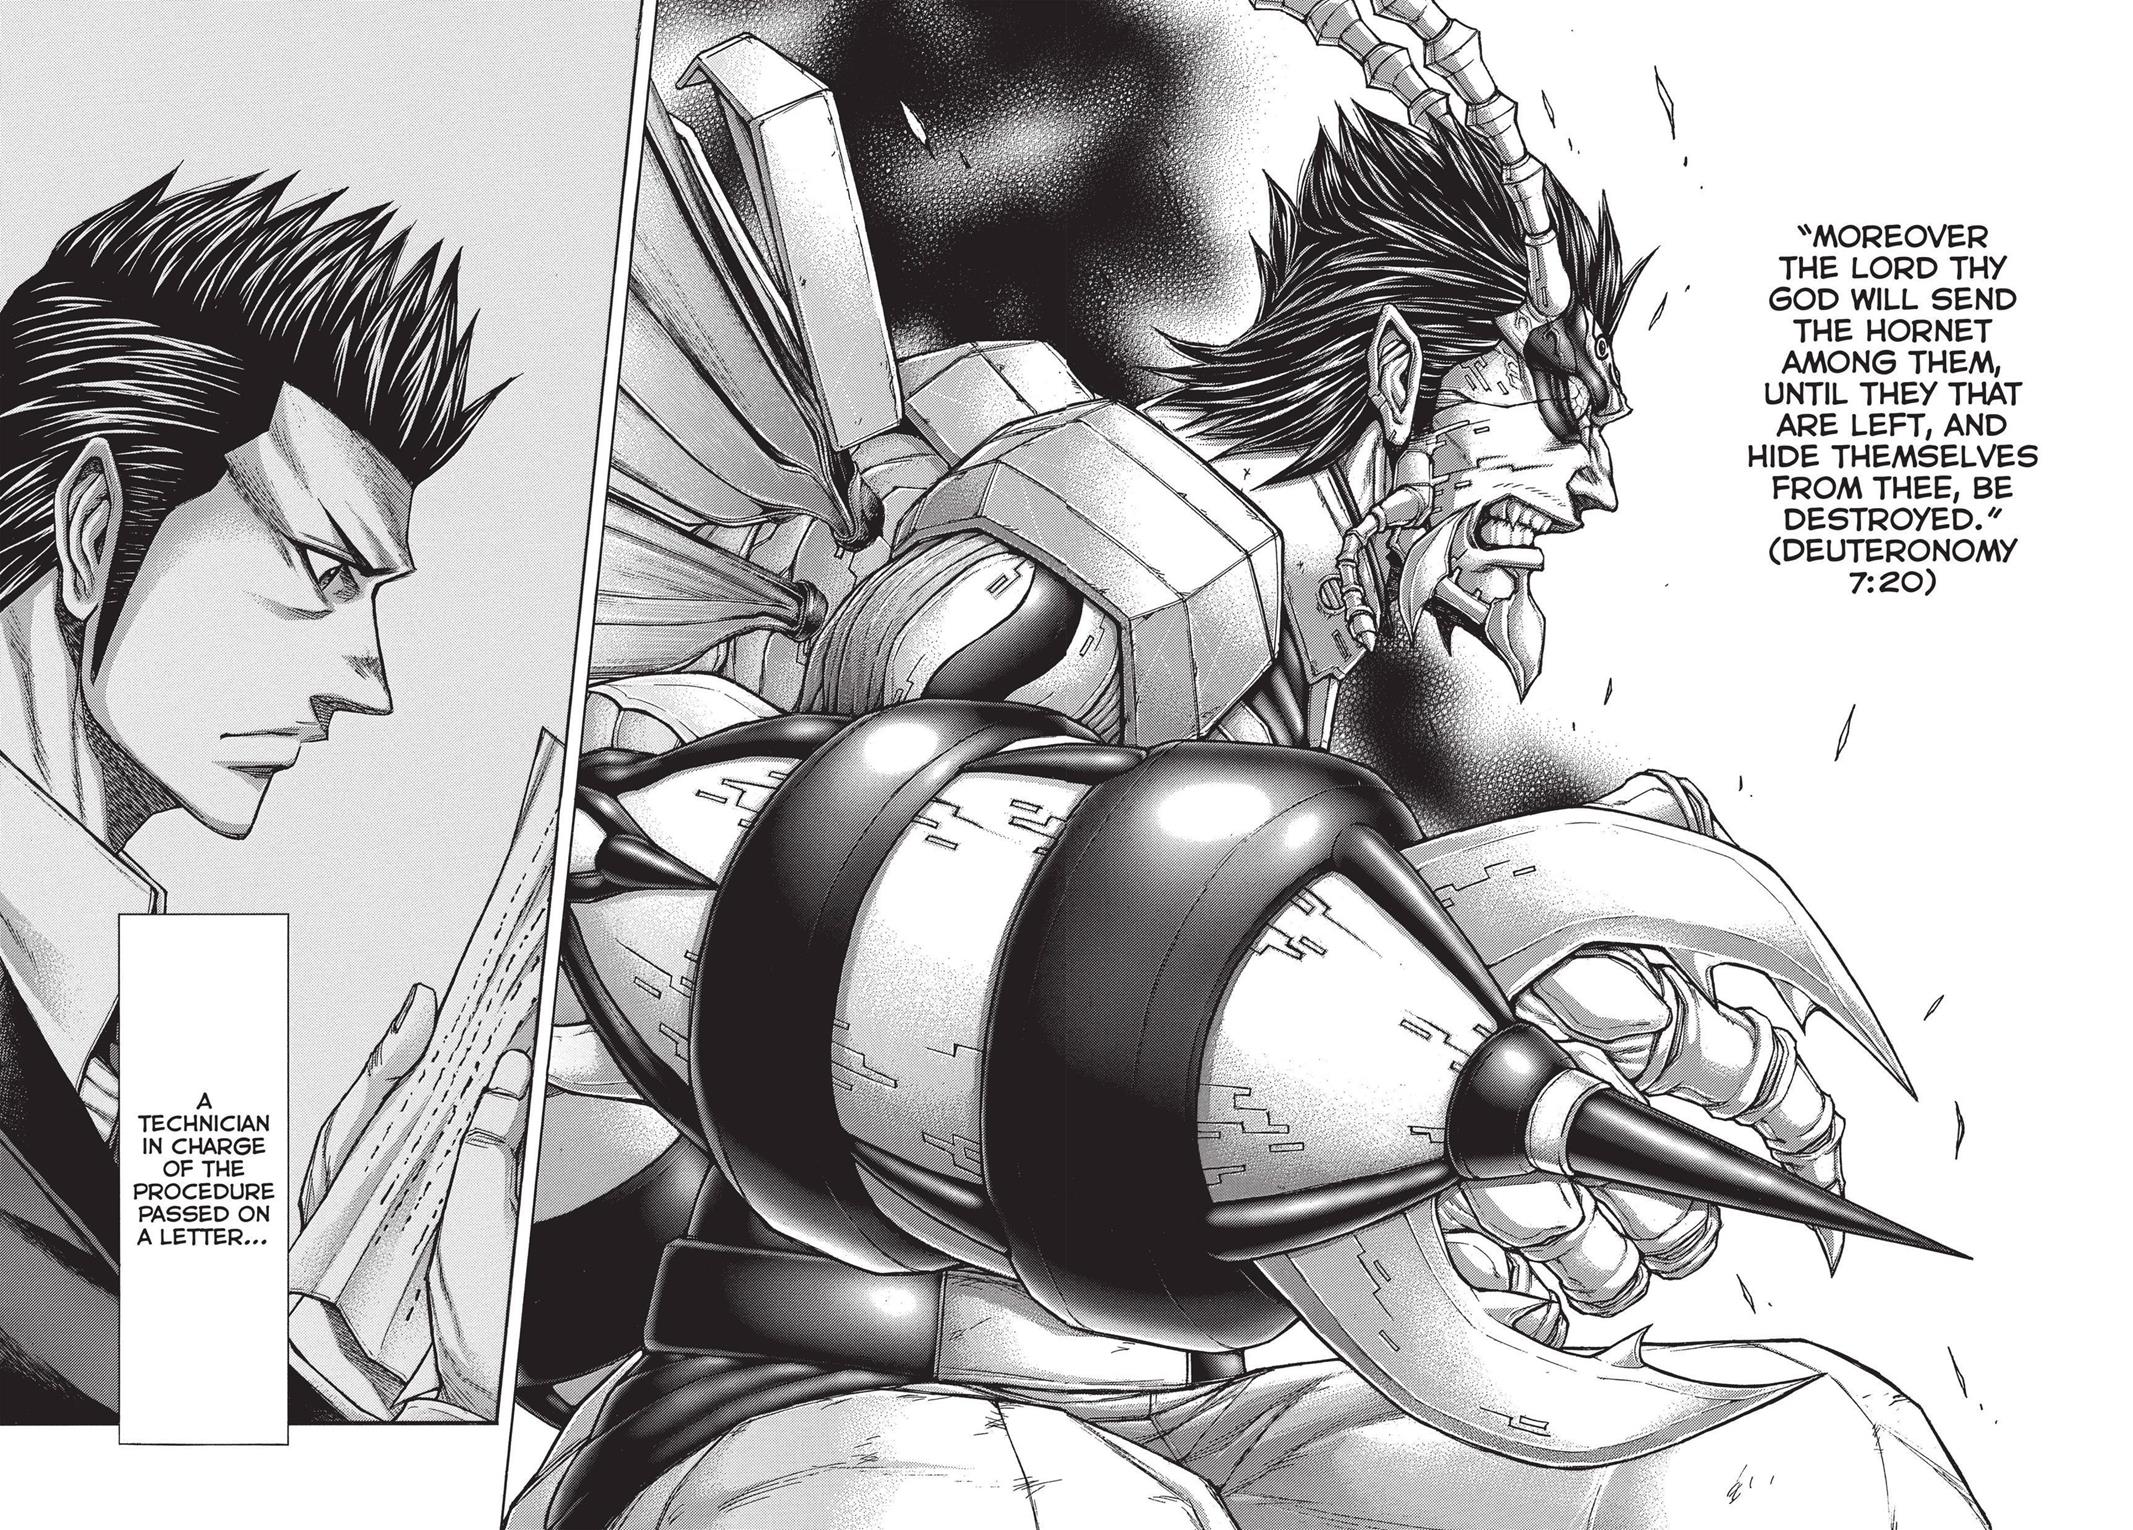 “MOREOVER
THE LORD THY
GOD WILL SEND
THE HORNET
AMONG THEM,
UNTIL THEY THAT
ARE LEFT, AND
HIDE THEMSELVES
FROM THEE, BE
DESTROYED.”
(DEUTERONOMY
7:20)
A
TECHNICIAN
IN CHARGE
OF THE
PROCEDURE
PASSED ON
A LETTER...